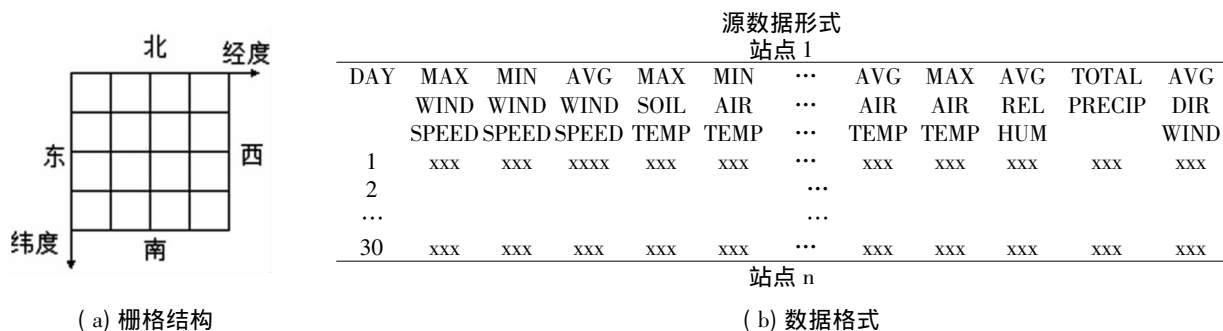 北
经度
东
西
纬度
南
(a)栅格结构
源数据形式
站点1
DAY MAX MIN AVG MAX MIN … AVG MAX AVG TOTAL AVG
WIND WIND WIND SOIL AIR … AIR AIR REL PRECIP DIR
SPEED SPEED SPEED TEMP TEMP … TEMP TEMP HUM WIND
1 xxx xxx xxxx xxx xxx … xxx xxx xxx xxx xxx
2 …
… …
30 xxx xxx xxx xxx xxx … xxx xxx xxx xxx xxx
站点n
(b)数据格式